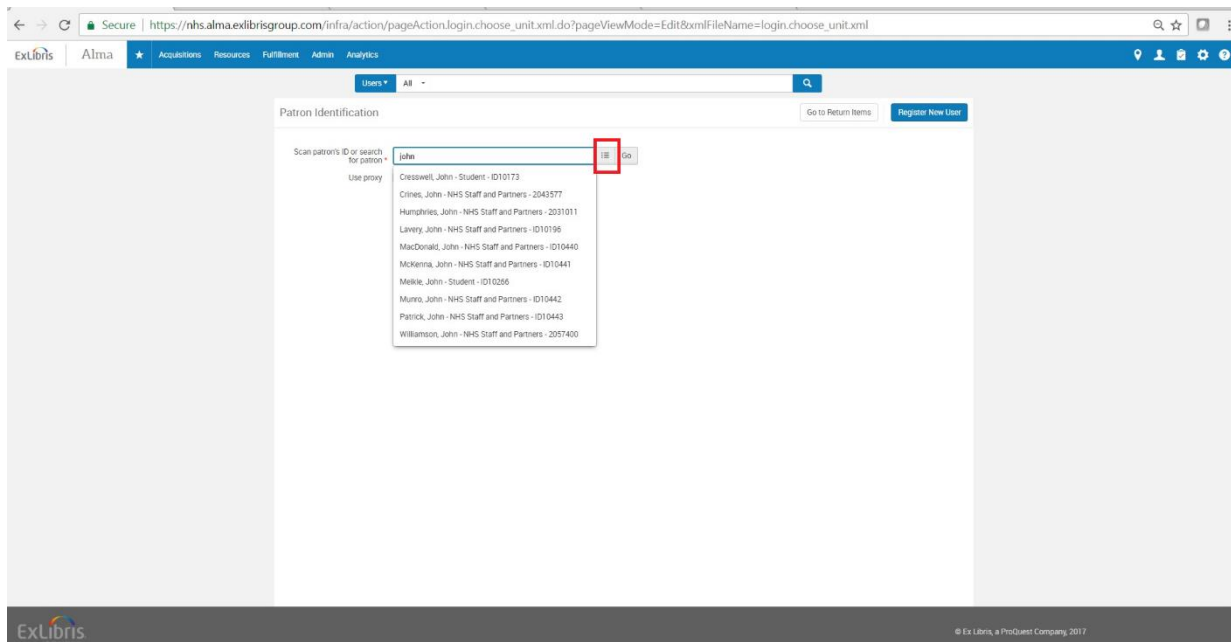 Secure | https://nhs.alma.exlibrisgroup.com/infra/action/pageAction.login.choose_unit.xml.do?pageViewMode=Edit&xmlFileName=login.choose_unit.xml
ExLibris Alma ★ Acquisitions Resources Fulfillment Admin Analytics
Users All
Patron Identification Go to Return Items Register New User
Scan patron's ID or search
for patron * john Go
Use proxy
Cresswell, John - Student - ID10173
Crines, John - NHS Staff and Partners - 2043577
Humphries, John - NHS Staff and Partners - 2031011
Lavery, John - NHS Staff and Partners - ID10196
MacDonald, John - NHS Staff and Partners - ID10440
McKenna, John - NHS Staff and Partners - ID10441
Meikle, John - Student - ID10266
Munro, John - NHS Staff and Partners - ID10442
Patrick, John - NHS Staff and Partners - ID10443
Williamson, John - NHS Staff and Partners - 2057400
ExLibris © Ex Libris, a ProQuest Company, 2017